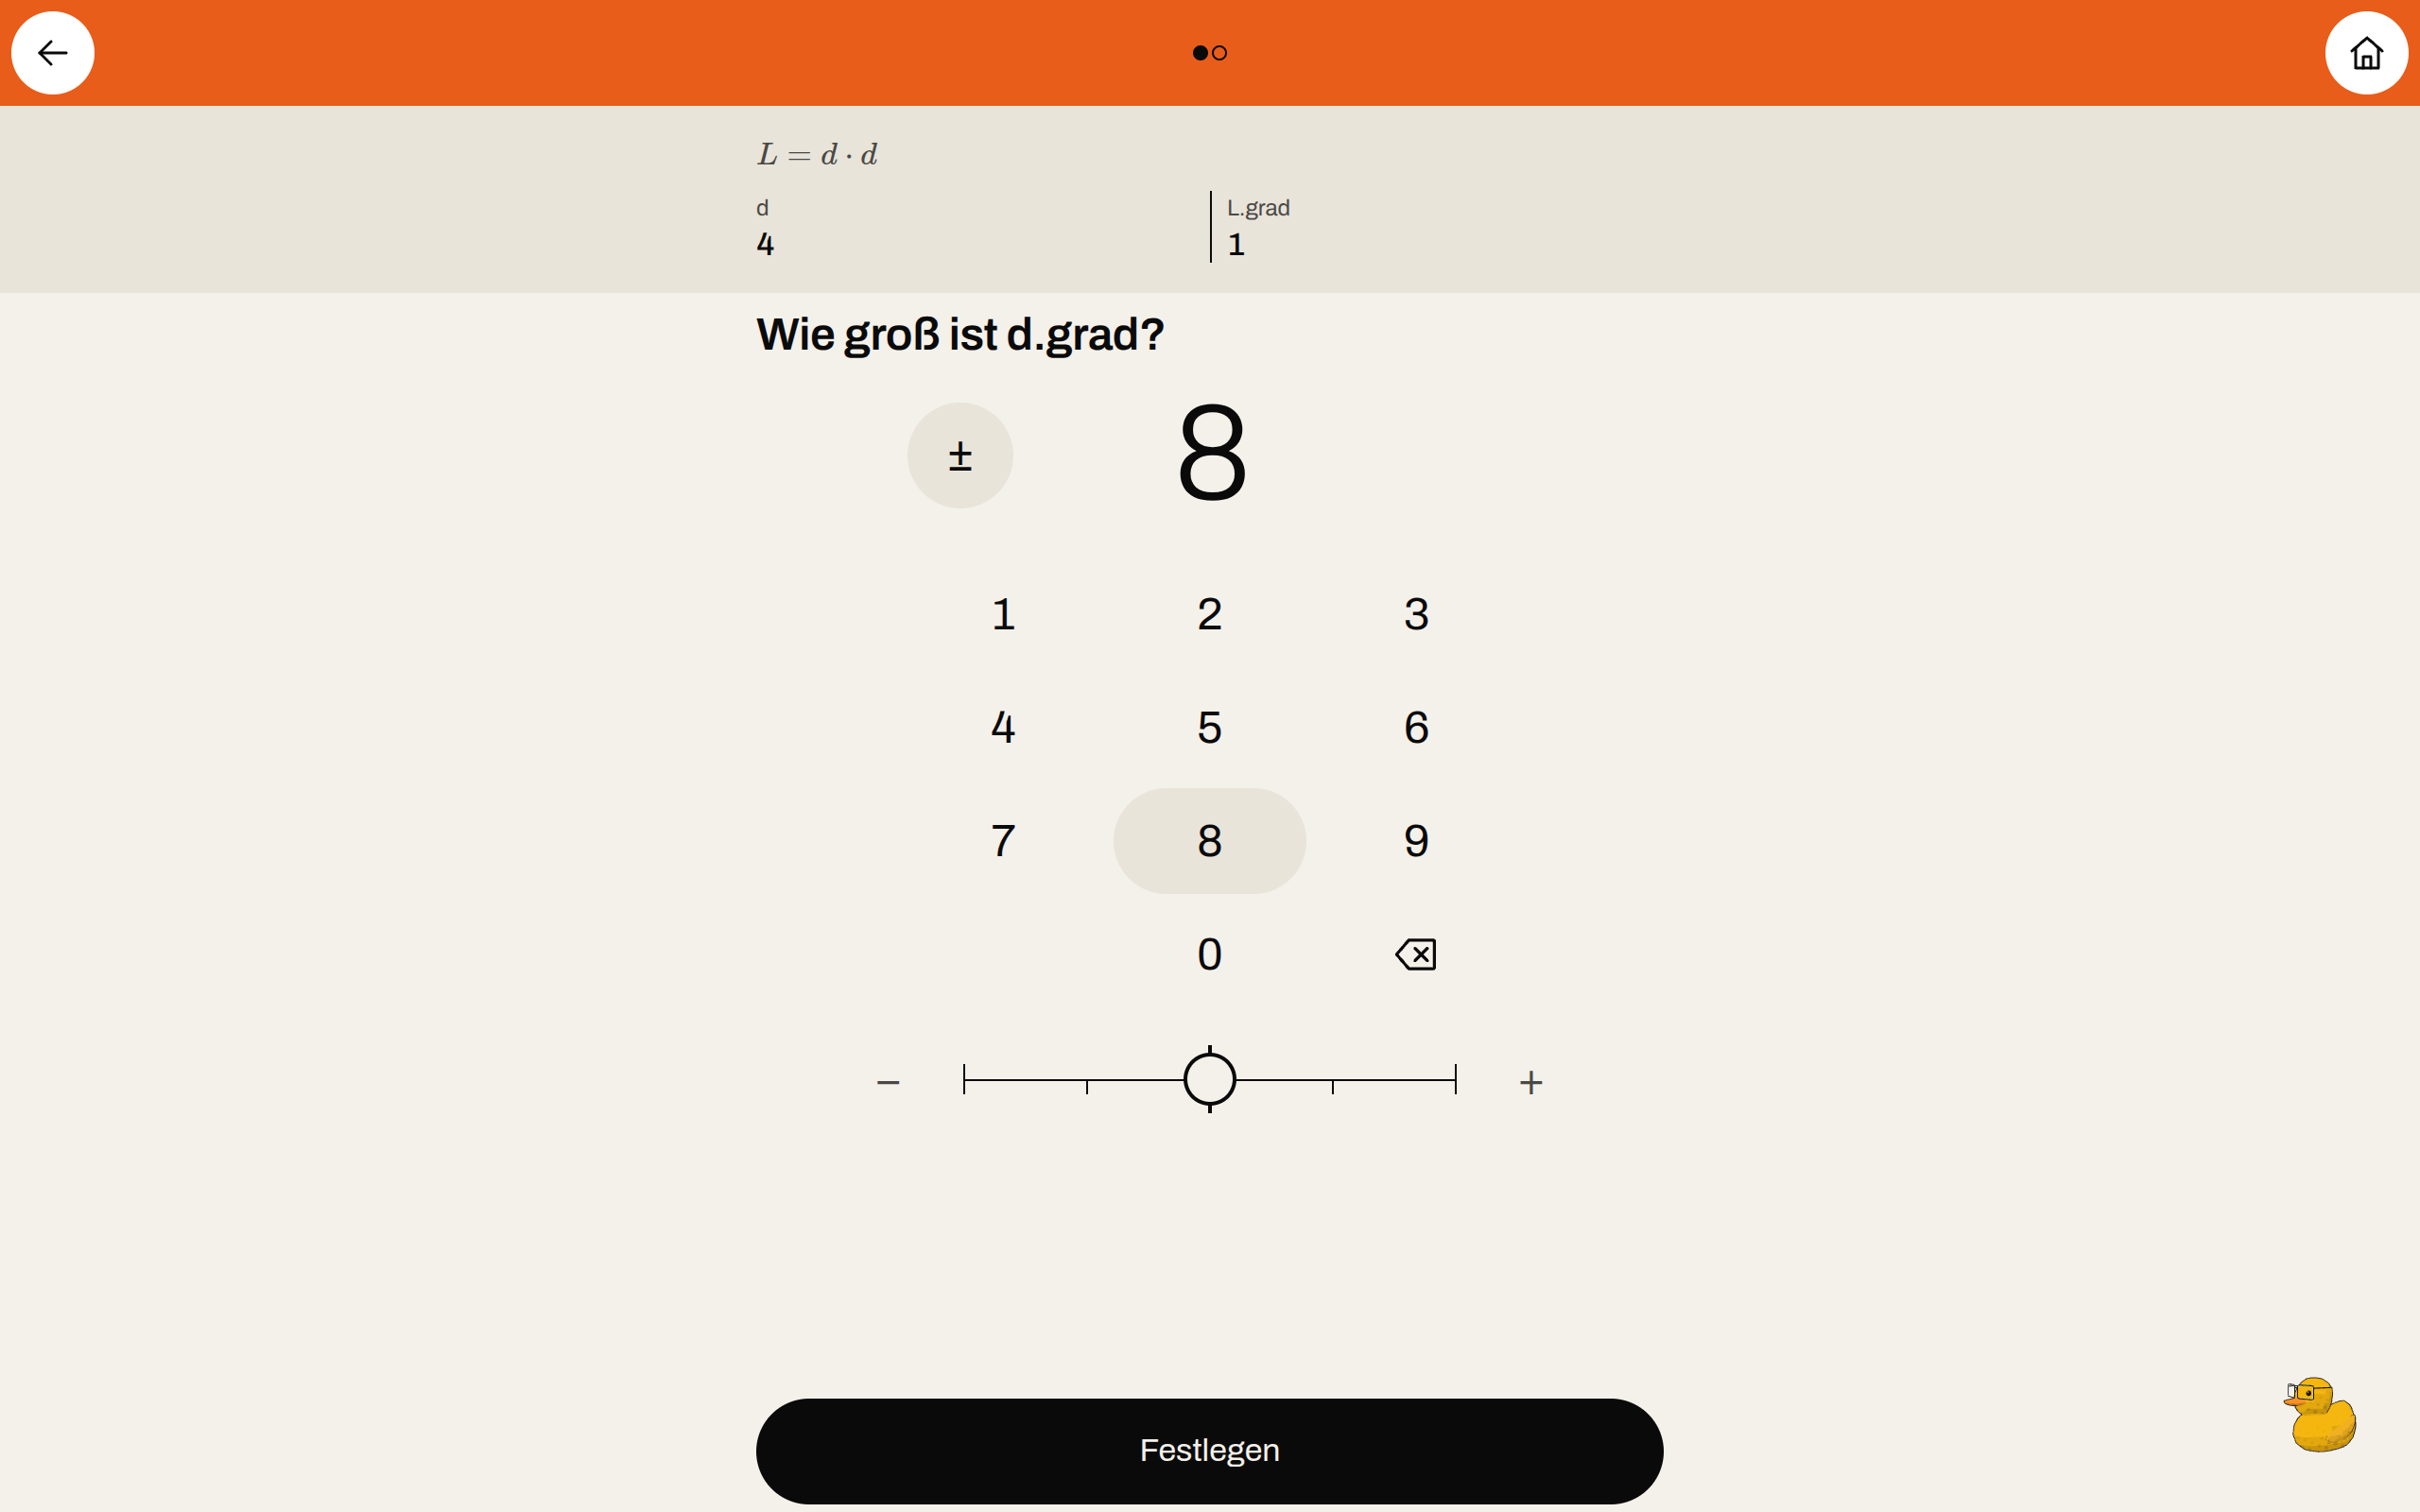 L = d · d
d
4
L.grad
1
Wie groß ist d.grad?
±
8
1 2 3
4 5 6
7 8 9
0
− +
Festlegen